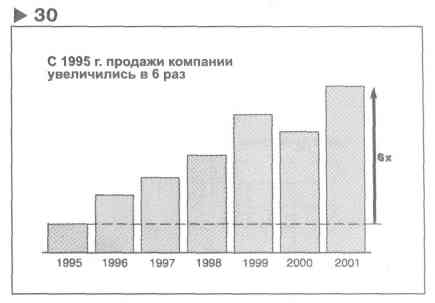 ▶ 30
С 1995 г. продажи компании
увеличились в 6 раз
6x
1995 1996 1997 1998 1999 2000 2001